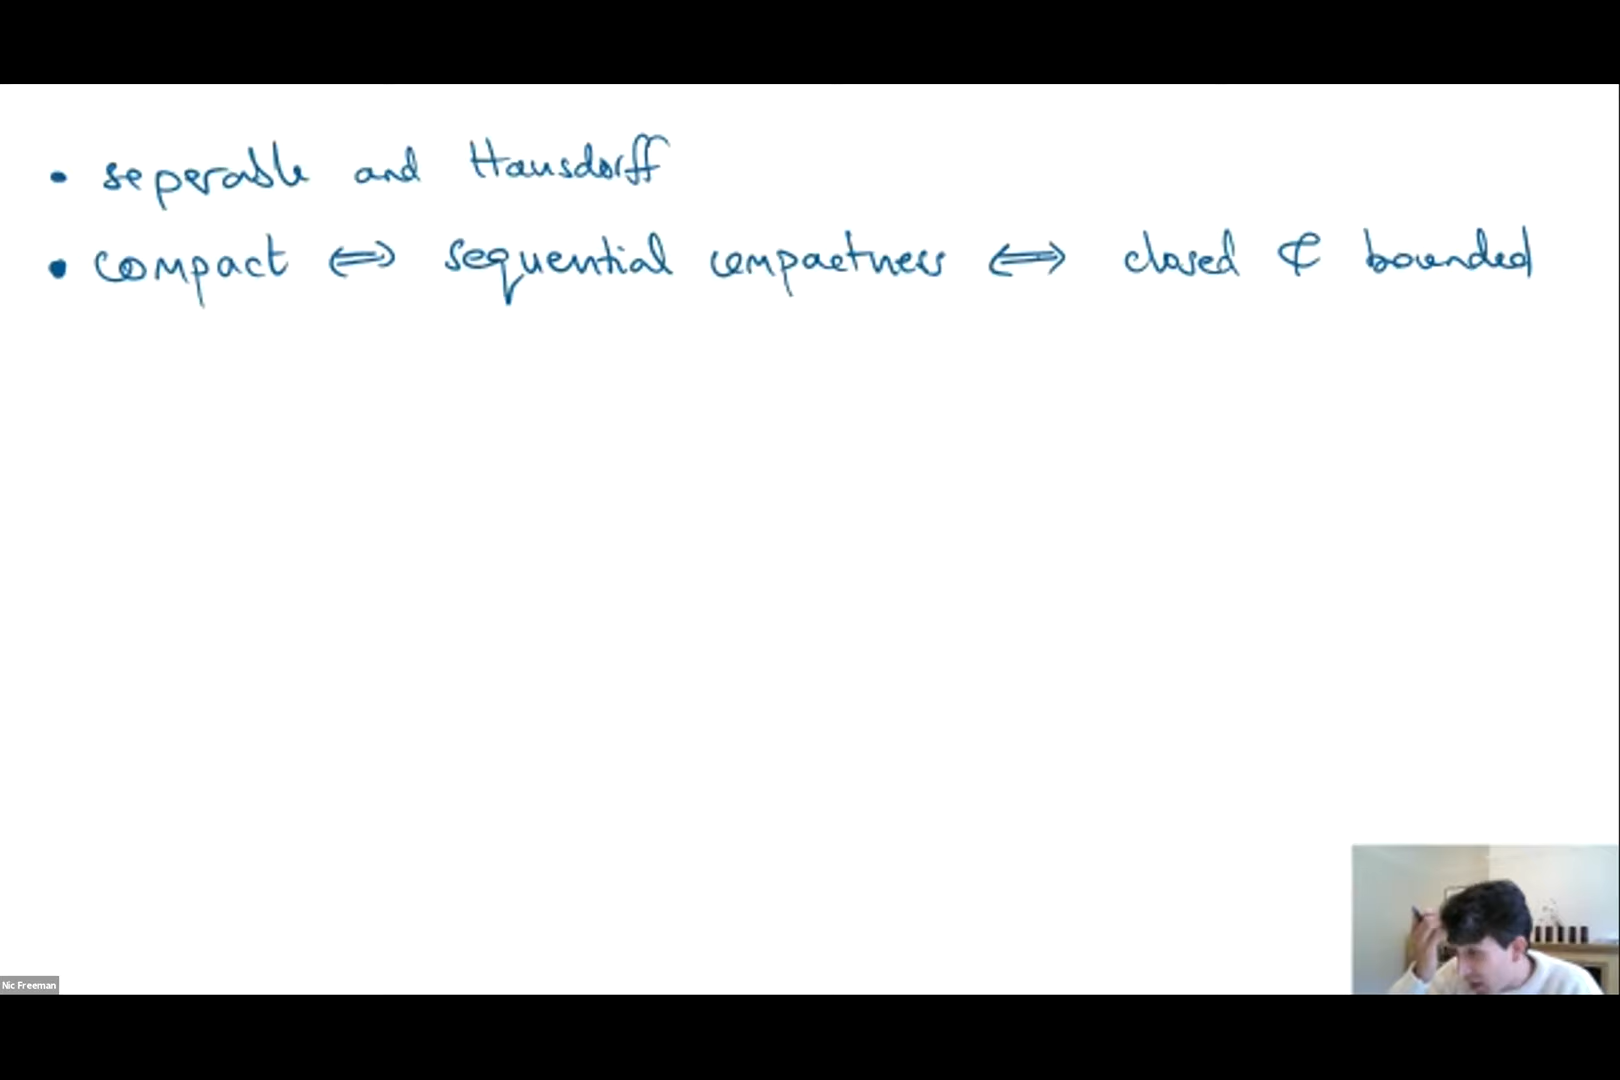 • seperable and Hausdorff
• compact ⇔ sequential compactness ⇔ closed & bounded
Nic Freeman